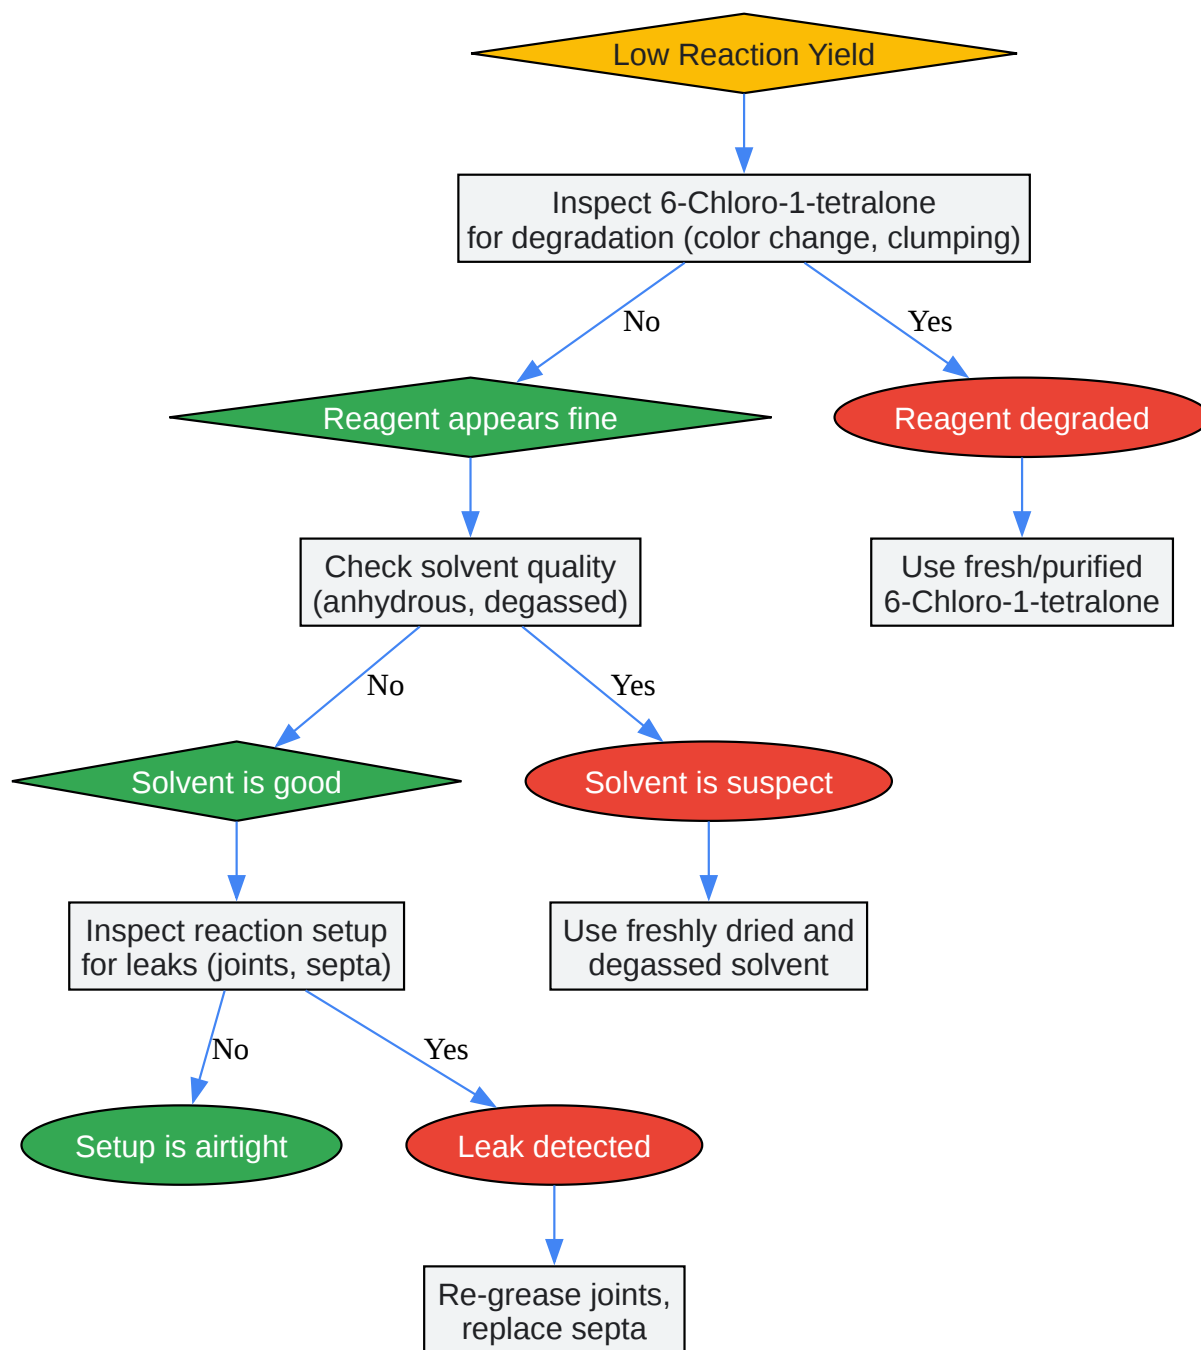 Low Reaction Yield
Inspect 6-Chloro-1-tetralone
for degradation (color change, clumping)
No
Yes
Reagent appears fine
Reagent degraded
Check solvent quality
(anhydrous, degassed)
Use fresh/purified
6-Chloro-1-tetralone
No
Yes
Solvent is good
Solvent is suspect
Inspect reaction setup
for leaks (joints, septa)
Use freshly dried and
degassed solvent
No
Yes
Setup is airtight
Leak detected
Re-grease joints,
replace septa